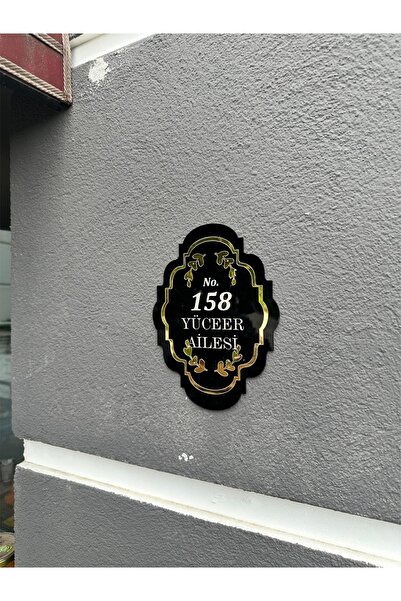 No.
158
YÜCEER
AİLESİ